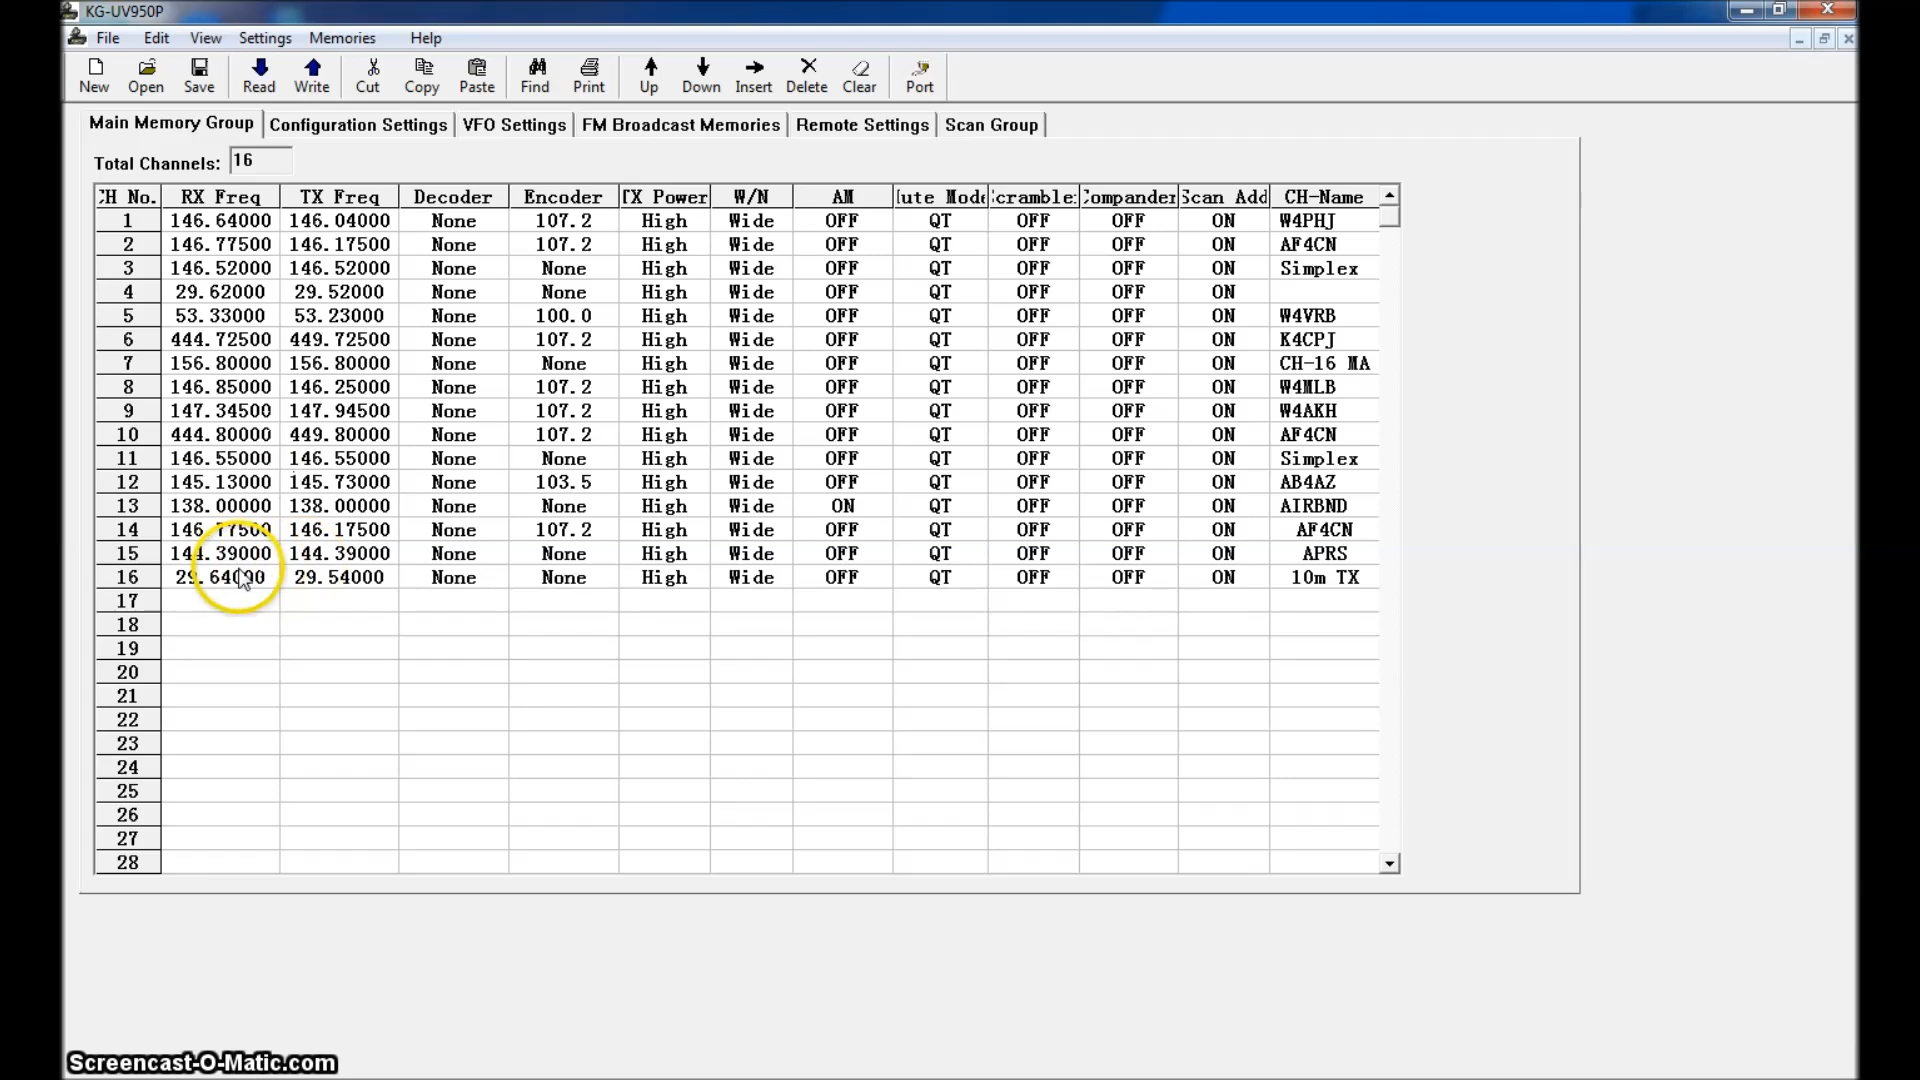 KG-UV950P
File Edit View Settings Memories Help
New Open Save Read Write Cut Copy Paste Find Print Up Down Insert Delete Clear Port
Main Memory Group Configuration Settings VFO Settings FM Broadcast Memories Remote Settings Scan Group
Total Channels: 16
CH No. RX Freq TX Freq Decoder Encoder TX Power W/N AM ute Mode cramble ompander Scan Add CH-Name
1 146.64000 146.04000 None 107.2 High Wide OFF QT OFF OFF ON W4PHJ
2 146.77500 146.17500 None 107.2 High Wide OFF QT OFF OFF ON AF4CN
3 146.52000 146.52000 None None High Wide OFF QT OFF OFF ON Simplex
4 29.62000 29.52000 None None High Wide OFF QT OFF OFF ON
5 53.33000 53.23000 None 100.0 High Wide OFF QT OFF OFF ON W4VRB
6 444.72500 449.72500 None 107.2 High Wide OFF QT OFF OFF ON K4CPJ
7 156.80000 156.80000 None None High Wide OFF QT OFF OFF ON CH-16 MA
8 146.85000 146.25000 None 107.2 High Wide OFF QT OFF OFF ON W4MLB
9 147.34500 147.94500 None 107.2 High Wide OFF QT OFF OFF ON W4AKH
10 444.80000 449.80000 None 107.2 High Wide OFF QT OFF OFF ON AF4CN
11 146.55000 146.55000 None None High Wide OFF QT OFF OFF ON Simplex
12 145.13000 145.73000 None 103.5 High Wide OFF QT OFF OFF ON AB4AZ
13 138.00000 138.00000 None None High Wide ON QT OFF OFF ON AIRBND
14 146.77500 146.17500 None 107.2 High Wide OFF QT OFF OFF ON AF4CN
15 144.39000 144.39000 None None High Wide OFF QT OFF OFF ON APRS
16 29.64000 29.54000 None None High Wide OFF QT OFF OFF ON 10m TX
17
18
19
20
21
22
23
24
25
26
27
28
Screencast-O-Matic.com